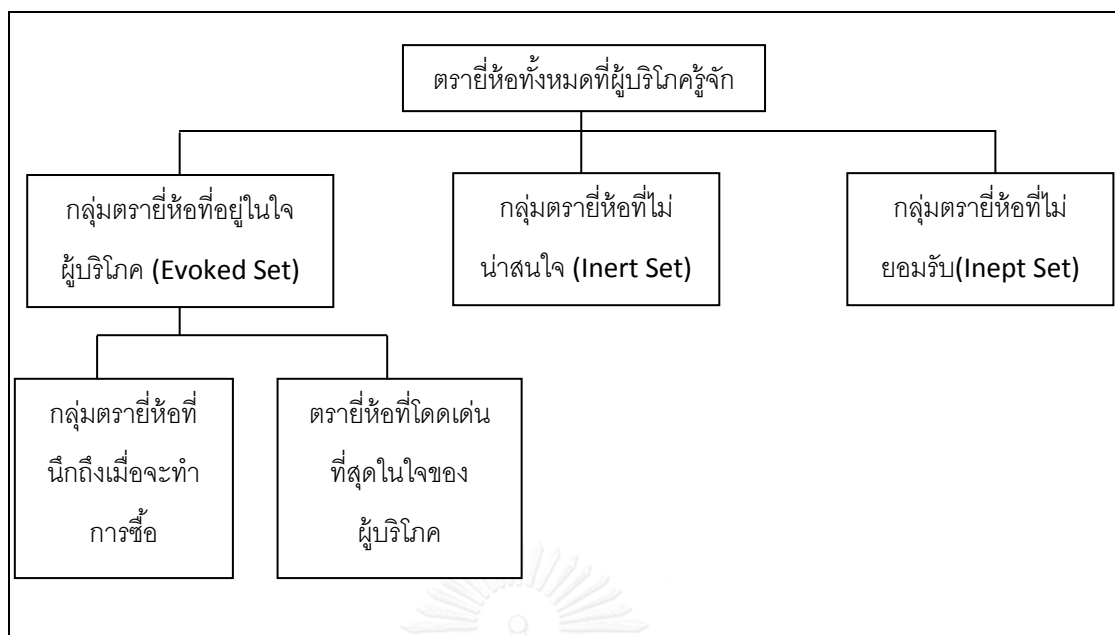 ตรายี่ห้อทั้งหมดที่ผู้บริโภครู้จัก
กลุ่มตรายี่ห้อที่อยู่ในใจ
ผู้บริโภค (Evoked Set)
กลุ่มตรายี่ห้อที่ไม่
น่าสนใจ (Inert Set)
กลุ่มตรายี่ห้อที่ไม่
ยอมรับ(Inept Set)
กลุ่มตรายี่ห้อที่
นึกถึงเมื่อจะทำ
การซื้อ
ตรายี่ห้อที่โดดเด่น
ที่สุดในใจของ
ผู้บริโภค